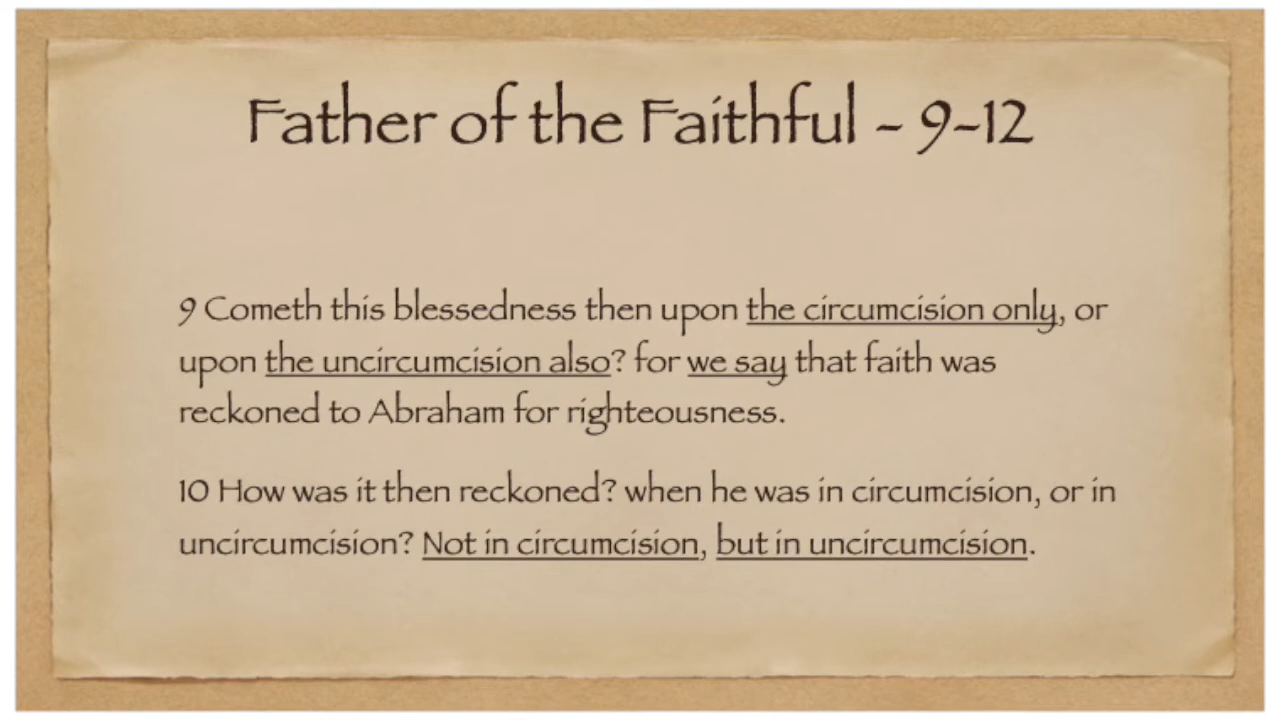 Father of the Faithful - 9-12
9 Cometh this blessedness then upon the circumcision only, or
upon the uncircumcision also? for we say that faith was
reckoned to Abraham for righteousness.
10 How was it then reckoned? when he was in circumcision, or in
uncircumcision? Not in circumcision, but in uncircumcision.